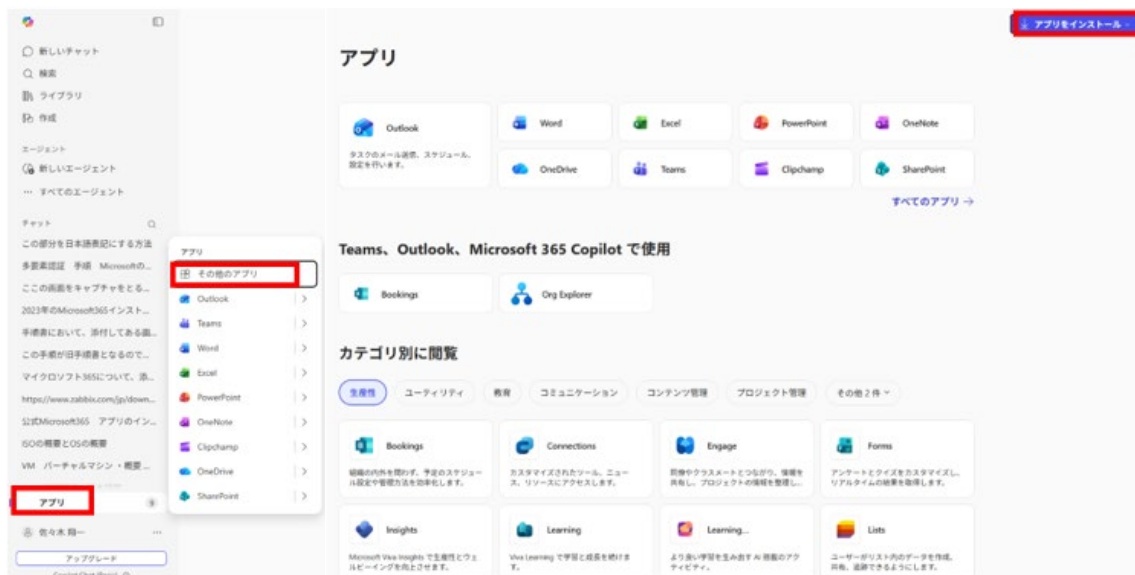 アプリをインストール
新しいチャット
検索
ライブラリ
作成
エージェント
新しいエージェント
すべてのエージェント
チャット
この部分を日本語表記にする方法
多要素認証 手順 Microsoftの...
ここの画面をキャプチャをとる...
2023年のMicrosoft365インスト...
手順書において、添付してある画...
この手順が旧手順書となるので...
マイクロソフト365について、添...
https://www.zabbix.com/jp/down...
公式Microsoft365 アプリのイン...
ISOの概要とOSの概要
VM バーチャルマシン・概要...
アプリ 9
佐々木 翔一
アップグレード
アプリ
その他のアプリ
Outlook
Teams
Word
Excel
PowerPoint
OneNote
Clipchamp
OneDrive
SharePoint
アプリ
Outlook
タスクのメール送信、スケジュール、
設定を行います。
Word Excel PowerPoint OneNote
OneDrive Teams Clipchamp SharePoint
すべてのアプリ →
Teams、Outlook、Microsoft 365 Copilot で使用
Bookings Org Explorer
カテゴリ別に閲覧
生産性 ユーティリティ 教育 コミュニケーション コンテンツ管理 プロジェクト管理 その他 2 件
Bookings
組織の内外を問わず、予定のスケジュー
ル設定や管理方法を効率化します。
Connections
カスタマイズされたツール、ニュー
ス、リソースにアクセスします。
Engage
同僚やクラスメートとつながり、情報を
共有し、プロジェクトの情報を整理し...
Forms
アンケートとクイズをカスタマイズし、
リアルタイムの結果を取得します。
Insights
Microsoft Viva Insights で生産性とウェ
ルビーイングを向上させます。
Learning
Viva Learning で学習と成長を続けま
す。
Learning...
より良い学習を生み出す AI 搭載のアク
ティビティ。
Lists
ユーザーがリスト内のデータを作成、
共有、追跡できるようにします。